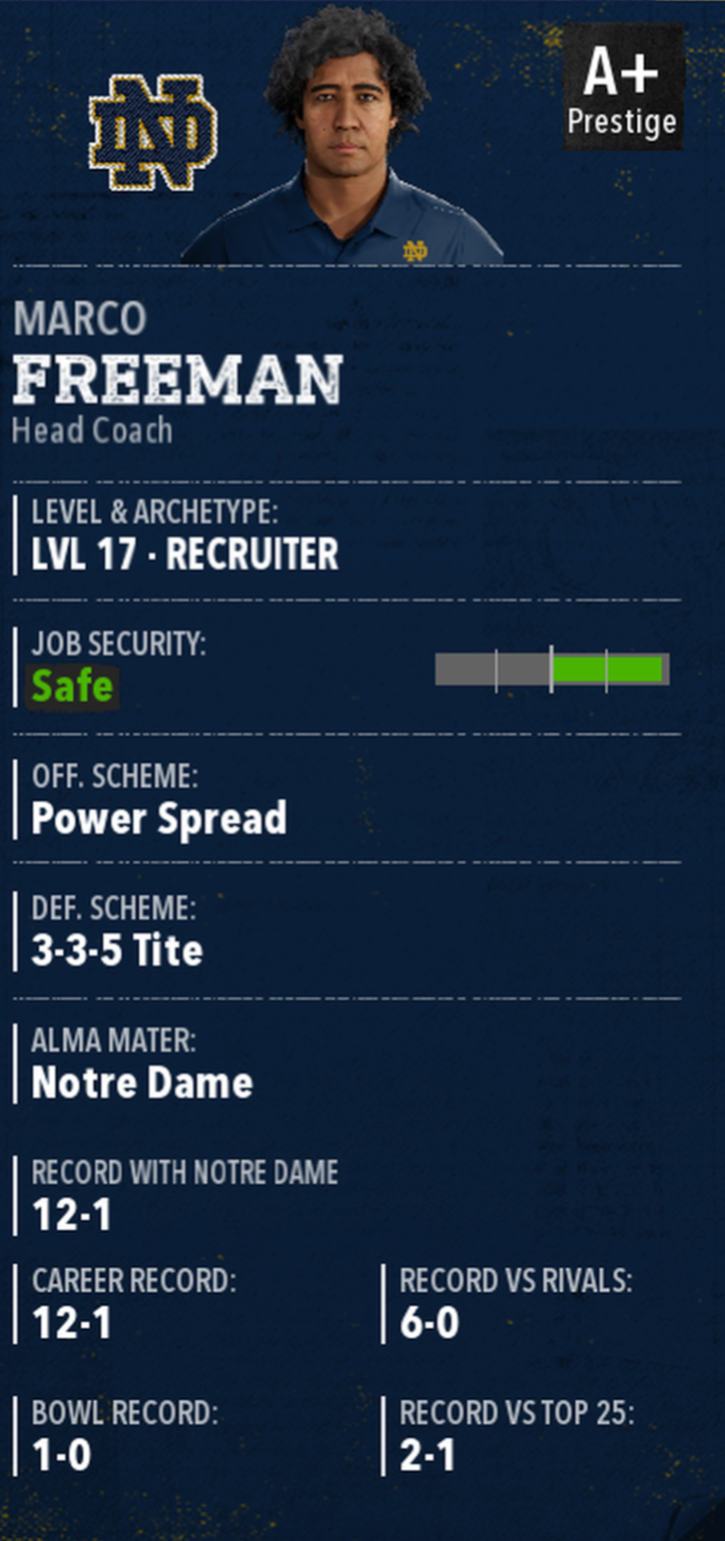 ND
A+
Prestige
ND
MARCO
FREEMAN
Head Coach
LEVEL & ARCHETYPE:
LVL 17 · RECRUITER
JOB SECURITY:
Safe
OFF. SCHEME:
Power Spread
DEF. SCHEME:
3-3-5 Tite
ALMA MATER:
Notre Dame
RECORD WITH NOTRE DAME
12-1
CAREER RECORD:
12-1
RECORD VS RIVALS:
6-0
BOWL RECORD:
1-0
RECORD VS TOP 25:
2-1